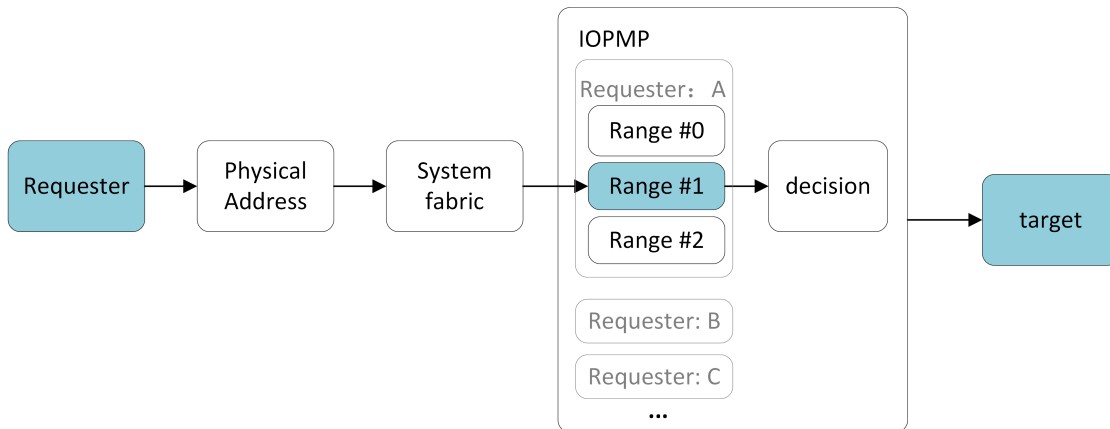 IOPMP
Requester：A
Range #0
Requester
Physical
Address
System
fabric
Range #1
decision
Range #2
target
Requester: B
Requester: C
...